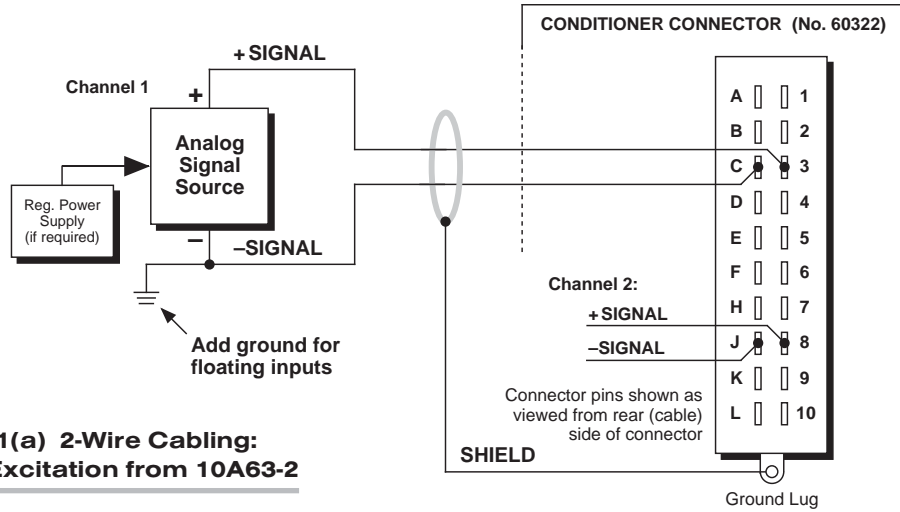 CONDITIONER CONNECTOR (No. 60322)
+ SIGNAL
Channel 1
+
Analog
Signal
Source
Reg. Power
Supply
(if required)
–
–SIGNAL
Add ground for
floating inputs
A 1
B 2
C 3
D 4
E 5
F 6
H 7
J 8
K 9
L 10
Channel 2:
+ SIGNAL
–SIGNAL
Connector pins shown as
viewed from rear (cable)
side of connector
SHIELD
Ground Lug
1(a) 2-Wire Cabling:
Excitation from 10A63-2